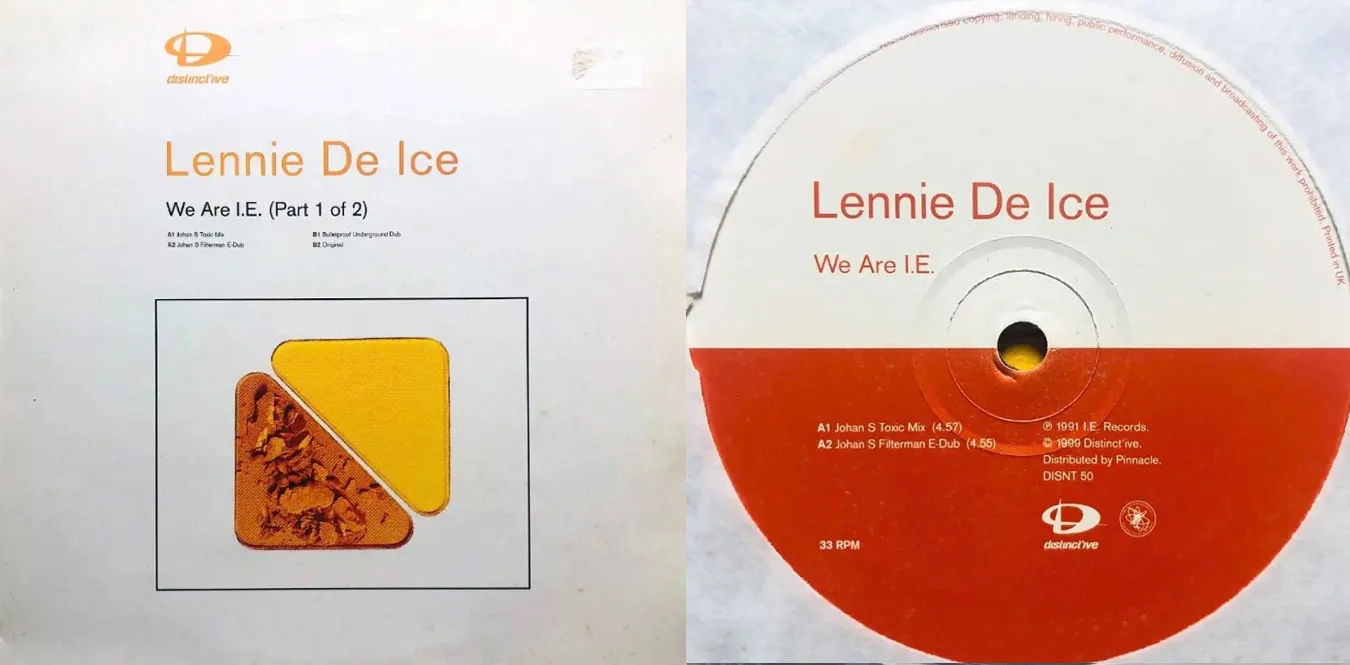 distinct'ive
Lennie De Ice
We Are I.E. (Part 1 of 2)
A1 Johan S Toxic Mix
A2 Johan S Filterman E-Dub
B1 Bulletproof Underground Dub
B2 Original
copying, lending, hiring, public performance, diffusion and broadcasting of this work prohibited. Printed in UK.
Lennie De Ice
We Are I.E.
A1 Johan S Toxic Mix (4.57)
A2 Johan S Filterman E-Dub (4.55)
℗ 1991 I.E. Records.
© 1999 Distinct'ive.
Distributed by Pinnacle.
DISNT 50
33 RPM
distinct'ive